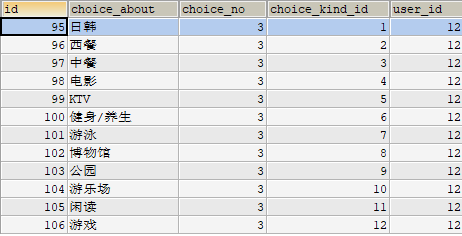 id choice_about choice_no choice_kind_id user_id
95 日韩 3 1 12
96 西餐 3 2 12
97 中餐 3 3 12
98 电影 3 4 12
99 KTV 3 5 12
100 健身/养生 3 6 12
101 游泳 3 7 12
102 博物馆 3 8 12
103 公园 3 9 12
104 游乐场 3 10 12
105 闲读 3 11 12
106 游戏 3 12 12